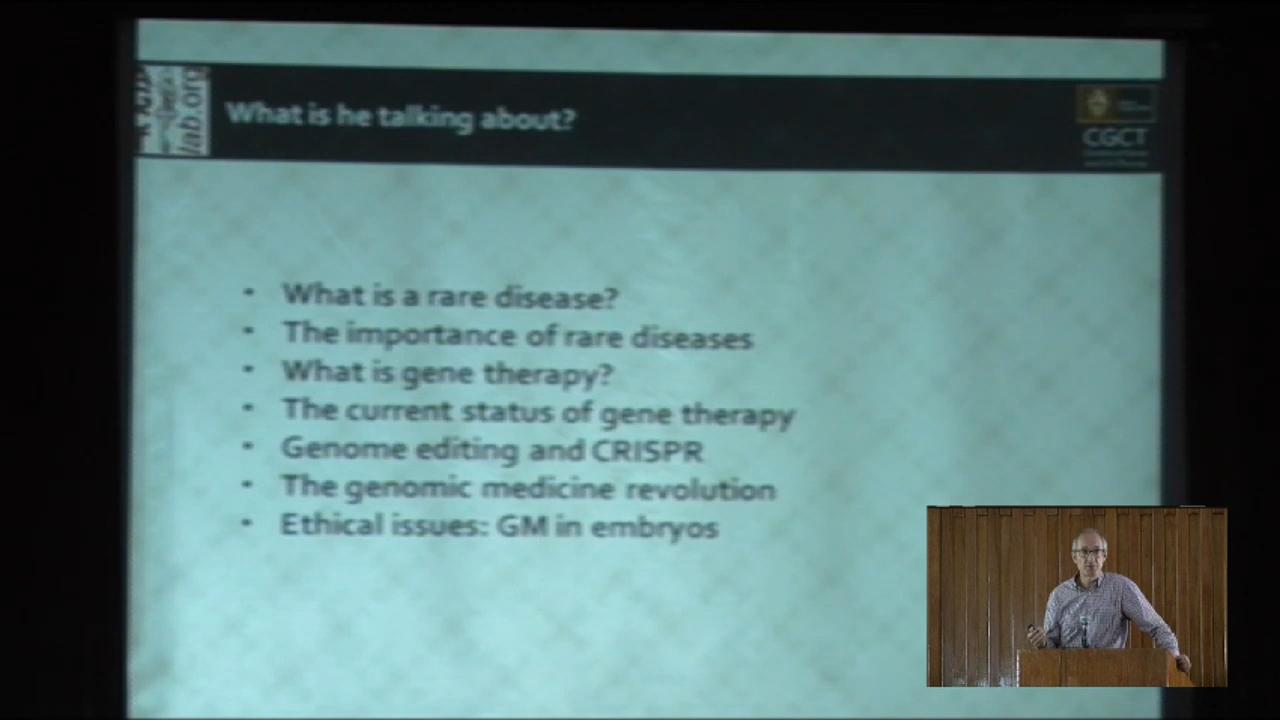 lab.org
What is he talking about?
CGCT
• What is a rare disease?
• The importance of rare diseases
• What is gene therapy?
• The current status of gene therapy
• Genome editing and CRISPR
• The genomic medicine revolution
• Ethical issues: GM in embryos